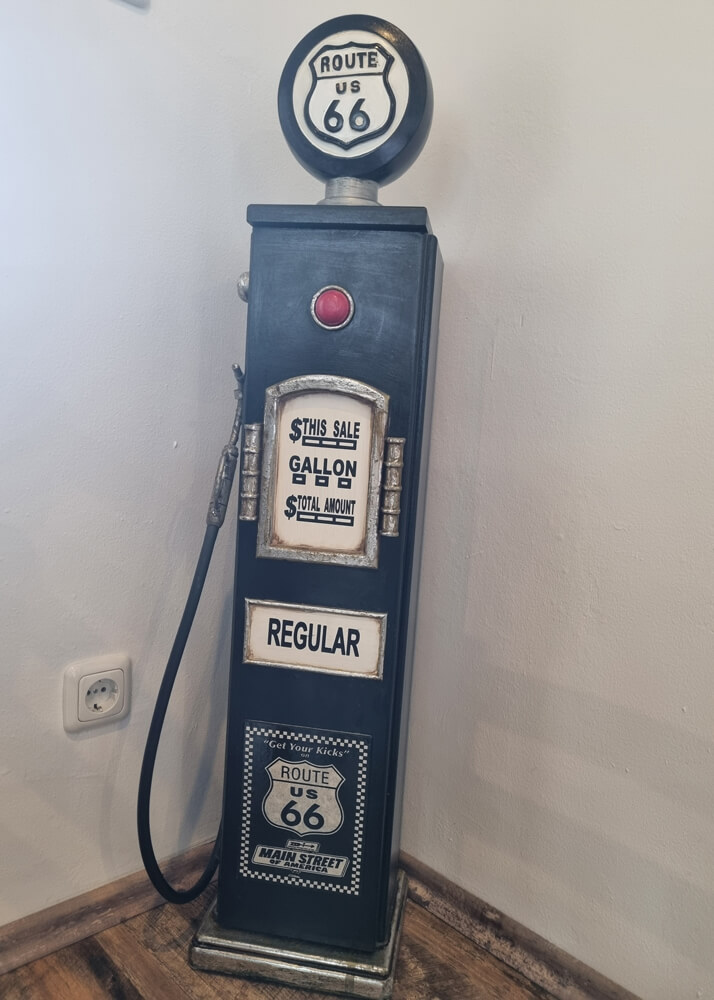 ROUTE
US
66
$THIS SALE
GALLON
$TOTAL AMOUNT
REGULAR
"Get Your Kicks"
ROUTE
US
66
MAIN STREET
OF AMERICA